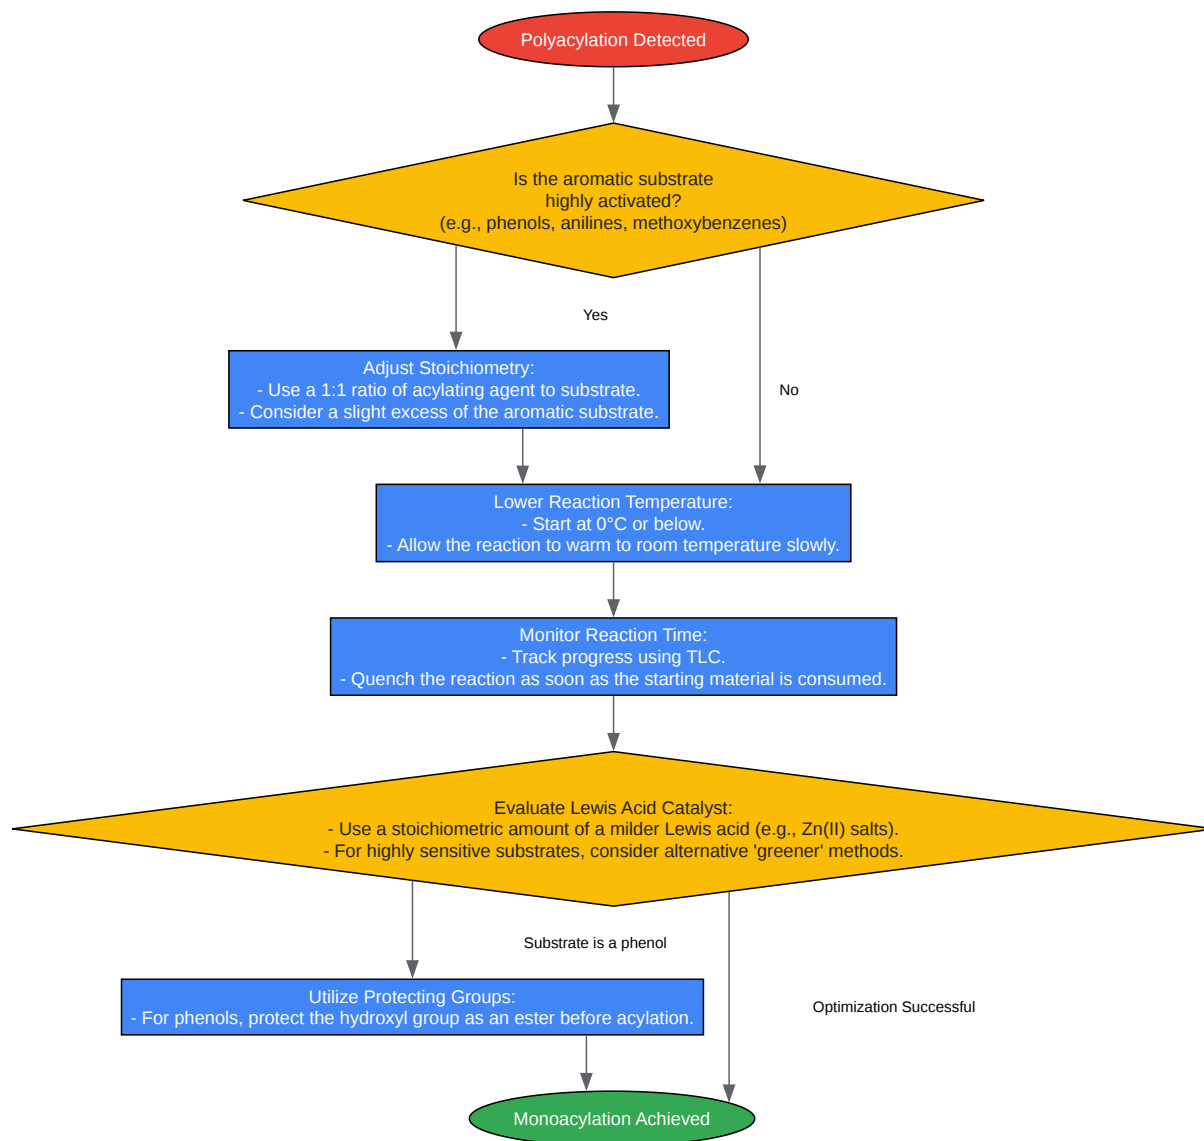 Polyacylation Detected
Is the aromatic substrate
highly activated?
(e.g., phenols, anilines, methoxybenzenes)
Yes
Adjust Stoichiometry:
- Use a 1:1 ratio of acylating agent to substrate.
- Consider a slight excess of the aromatic substrate.
No
Lower Reaction Temperature:
- Start at 0°C or below.
- Allow the reaction to warm to room temperature slowly.
Monitor Reaction Time:
- Track progress using TLC.
- Quench the reaction as soon as the starting material is consumed.
Evaluate Lewis Acid Catalyst:
- Use a stoichiometric amount of a milder Lewis acid (e.g., Zn(II) salts).
- For highly sensitive substrates, consider alternative 'greener' methods.
Substrate is a phenol
Utilize Protecting Groups:
- For phenols, protect the hydroxyl group as an ester before acylation.
Optimization Successful
Monoacylation Achieved